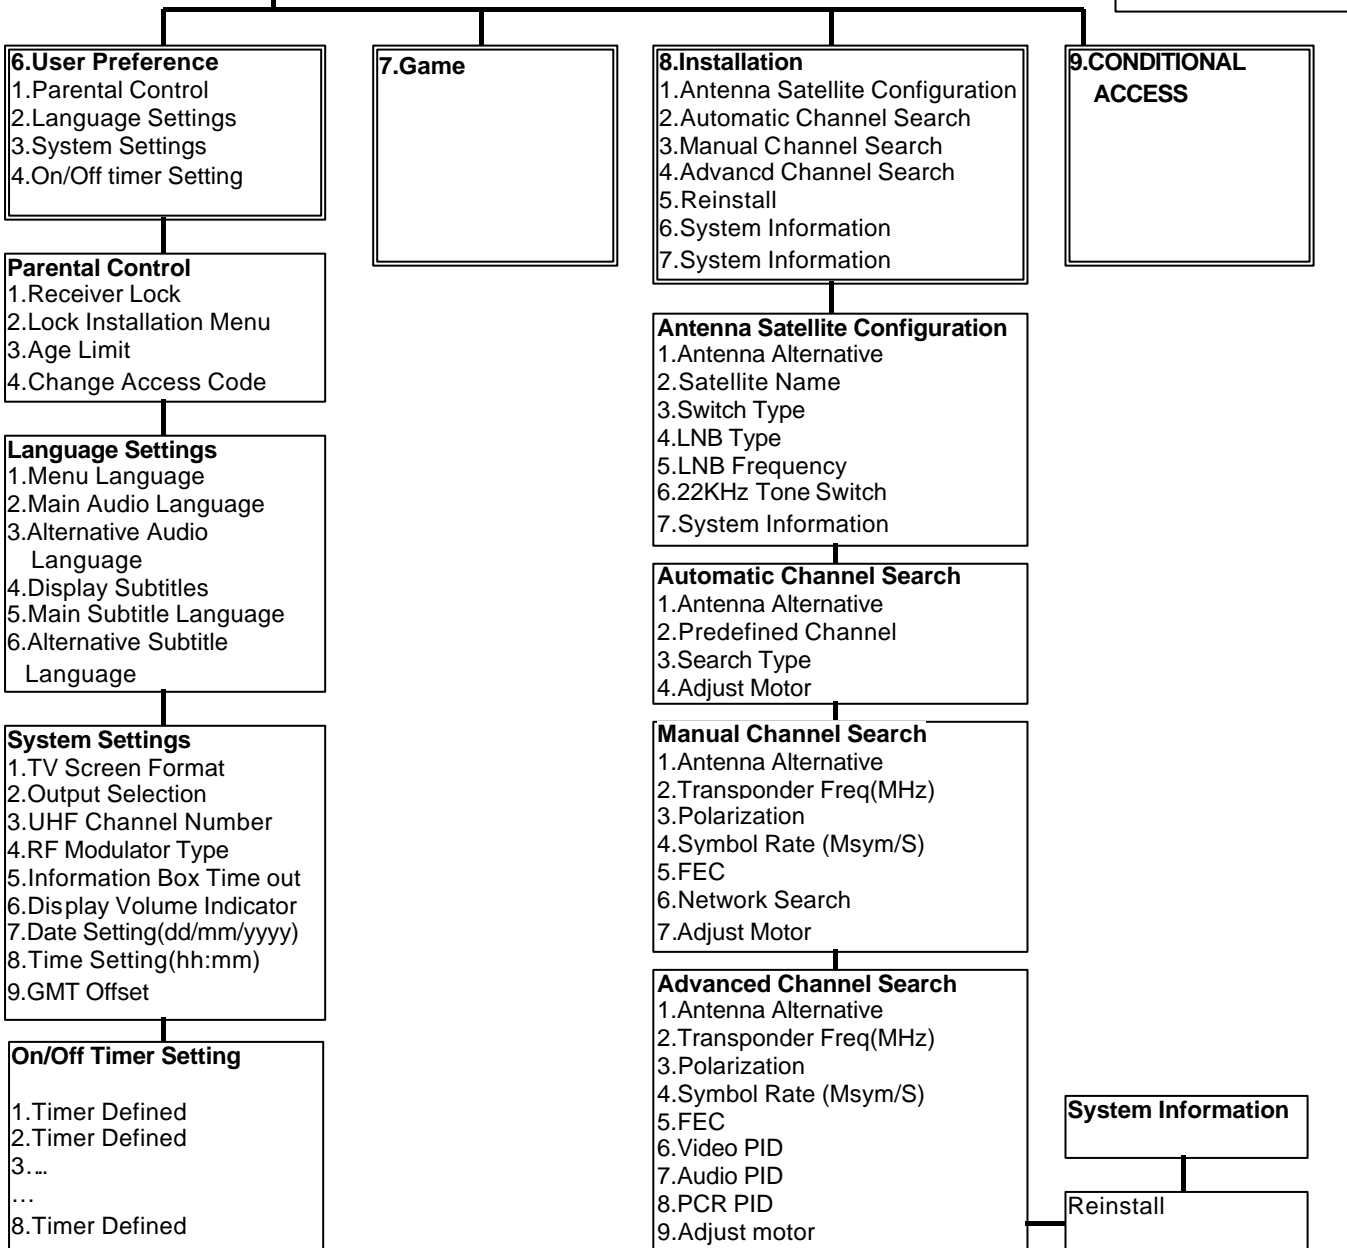 6.User Preference
1.Parental Control
2.Language Settings
3.System Settings
4.On/Off timer Setting
7.Game
8.Installation
1.Antenna Satellite Configuration
2.Automatic Channel Search
3.Manual Channel Search
4.Advancd Channel Search
5.Reinstall
6.System Information
7.System Information
9.CONDITIONAL
ACCESS
Parental Control
1.Receiver Lock
2.Lock Installation Menu
3.Age Limit
4.Change Access Code
Language Settings
1.Menu Language
2.Main Audio Language
3.Alternative Audio
Language
4.Display Subtitles
5.Main Subtitle Language
6.Alternative Subtitle
Language
System Settings
1.TV Screen Format
2.Output Selection
3.UHF Channel Number
4.RF Modulator Type
5.Information Box Time out
6.Display Volume Indicator
7.Date Setting(dd/mm/yyyy)
8.Time Setting(hh:mm)
9.GMT Offset
On/Off Timer Setting
1.Timer Defined
2.Timer Defined
3....
…
8.Timer Defined
Antenna Satellite Configuration
1.Antenna Alternative
2.Satellite Name
3.Switch Type
4.LNB Type
5.LNB Frequency
6.22KHz Tone Switch
7.System Information
Automatic Channel Search
1.Antenna Alternative
2.Predefined Channel
3.Search Type
4.Adjust Motor
Manual Channel Search
1.Antenna Alternative
2.Transponder Freq(MHz)
3.Polarization
4.Symbol Rate (Msym/S)
5.FEC
6.Network Search
7.Adjust Motor
Advanced Channel Search
1.Antenna Alternative
2.Transponder Freq(MHz)
3.Polarization
4.Symbol Rate (Msym/S)
5.FEC
6.Video PID
7.Audio PID
8.PCR PID
9.Adjust motor
System Information
Reinstall